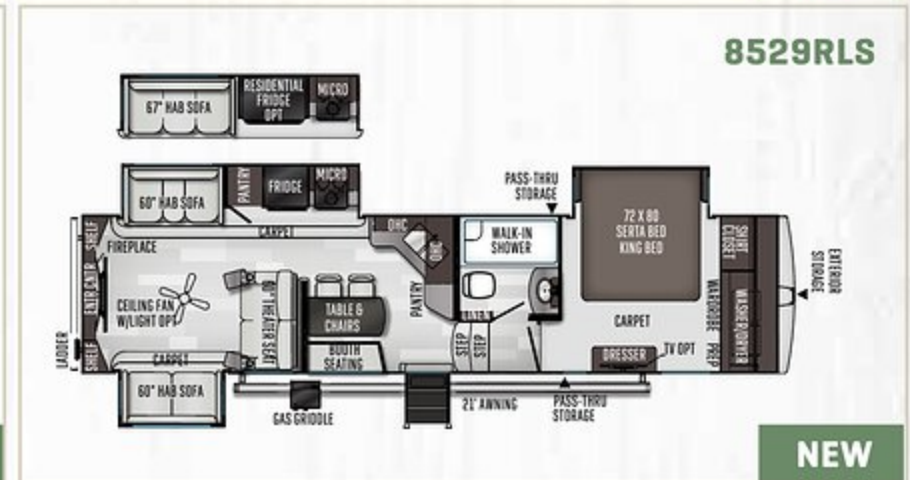 8529RLS
67" HAB SOFA
RESIDENTIAL
FRIDGE
OPT
MICRO
60" HAB SOFA
PANTRY
FRIDGE
MICRO
PASS-THRU
STORAGE
CARPET
OHC
OHC
WALK-IN
SHOWER
72 X 80
SERTA BED
KING BED
SHIRT
CLOSET
SHELF
FIREPLACE
ENT CNTR
CEILING FAN
W/LIGHT OPT
60" THEATER SEAT
TABLE &
CHAIRS
PANTRY
CARPET
WARDROBE
WASHER/DRYER
PREP
EXTERIOR
STORAGE
LADDER
SHELF
CARPET
BOOTH
SEATING
STEP
STEP
DRESSER
TV OPT
60" HAB SOFA
GAS GRIDDLE
21' AWNING
PASS-THRU
STORAGE
NEW